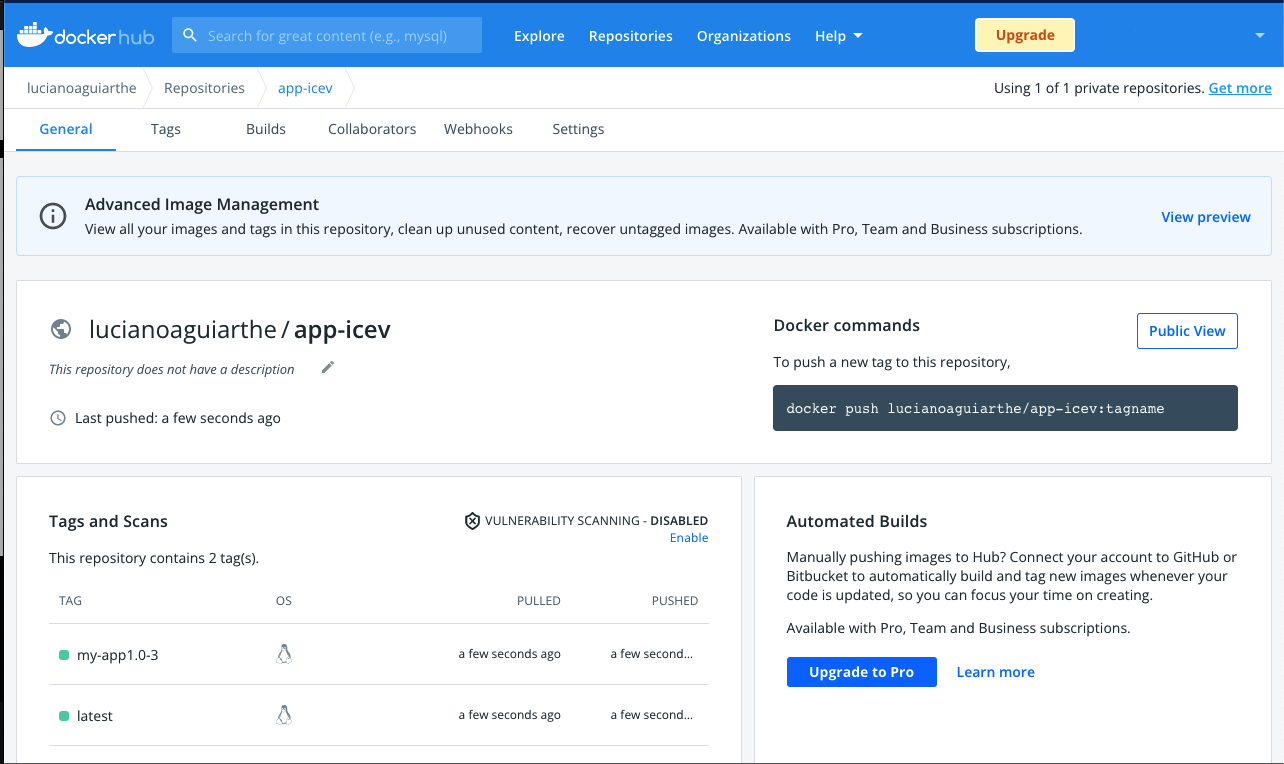 docker hub
Search for great content (e.g., mysql)
Explore
Repositories
Organizations
Help
Upgrade
lucianoaguiarthe
Repositories
app-icev
Using 1 of 1 private repositories. Get more
General
Tags
Builds
Collaborators
Webhooks
Settings
Advanced Image Management
View all your images and tags in this repository, clean up unused content, recover untagged images. Available with Pro, Team and Business subscriptions.
View preview
lucianoaguiarthe / app-icev
This repository does not have a description
Last pushed: a few seconds ago
Docker commands
Public View
To push a new tag to this repository,
docker push lucianoaguiarthe/app-icev:tagname
Tags and Scans
VULNERABILITY SCANNING - DISABLED
Enable
This repository contains 2 tag(s).
TAG OS PULLED PUSHED
my-app1.0-3 a few seconds ago a few second...
latest a few seconds ago a few second...
Automated Builds
Manually pushing images to Hub? Connect your account to GitHub or
Bitbucket to automatically build and tag new images whenever your
code is updated, so you can focus your time on creating.
Available with Pro, Team and Business subscriptions.
Upgrade to Pro
Learn more